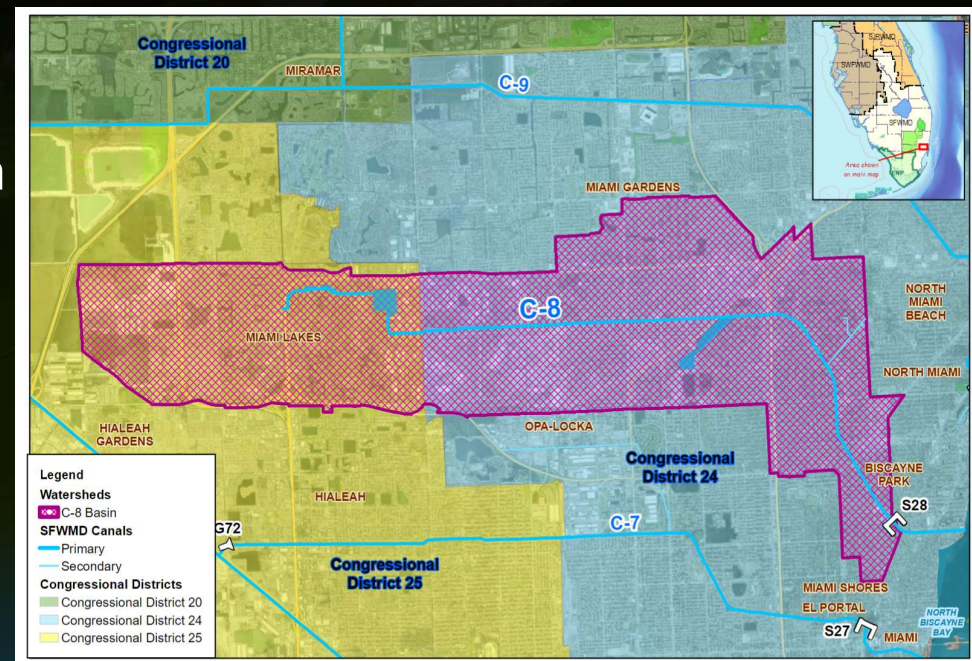 Congressional
District 20
MIAMIIRAMAR
C-9
SJRWMD
SWFWMD
SFWMD
ENP
Area shown
on main map
MIAMI GARDENS
C-8
MIAMI LAKES
NORTH
MIAMI
BEACH
NORTH MIAMI
HIALEAH
GARDENS
OPA-LOCKA
Congressional
District 24
BISCAYNE
PARK
S28
HIALEAH
G72
C-7
Congressional
District 25
MIAMI SHORES
EL PORTAL
S27
MIAMI
NORTH
BISCAYNE
BAY
Legend
Watersheds
C-8 Basin
SFWMD Canals
Primary
Secondary
Congressional Districts
Congressional District 20
Congressional District 24
Congressional District 25